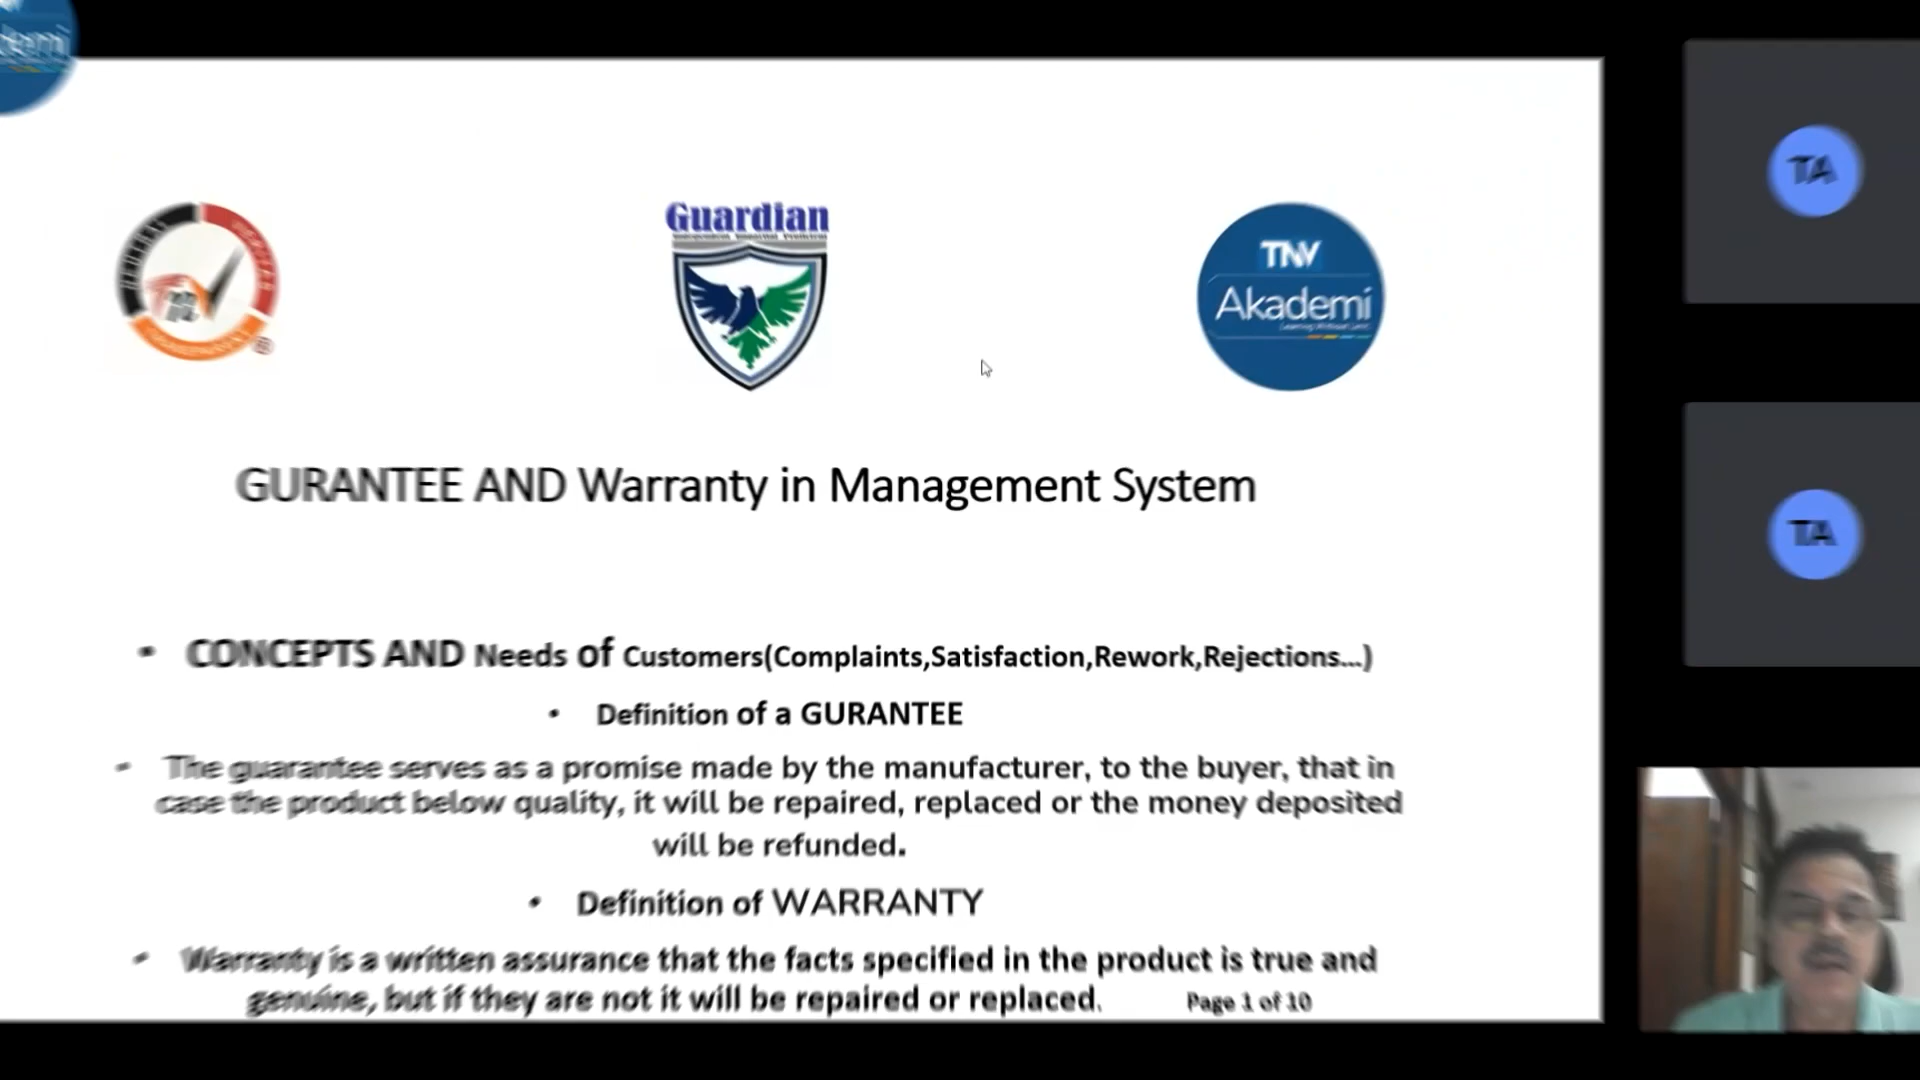 Guardian
TNV
Akademi
TA
GURANTEE AND Warranty in Management System
TA
• CONCEPTS AND Needs of Customers(Complaints,Satisfaction,Rework,Rejections...)
• Definition of a GURANTEE
• The guarantee serves as a promise made by the manufacturer, to the buyer, that in
case the product below quality, it will be repaired, replaced or the money deposited
will be refunded.
• Definition of WARRANTY
• Warranty is a written assurance that the facts specified in the product is true and
genuine, but if they are not it will be repaired or replaced.
Page 1 of 10